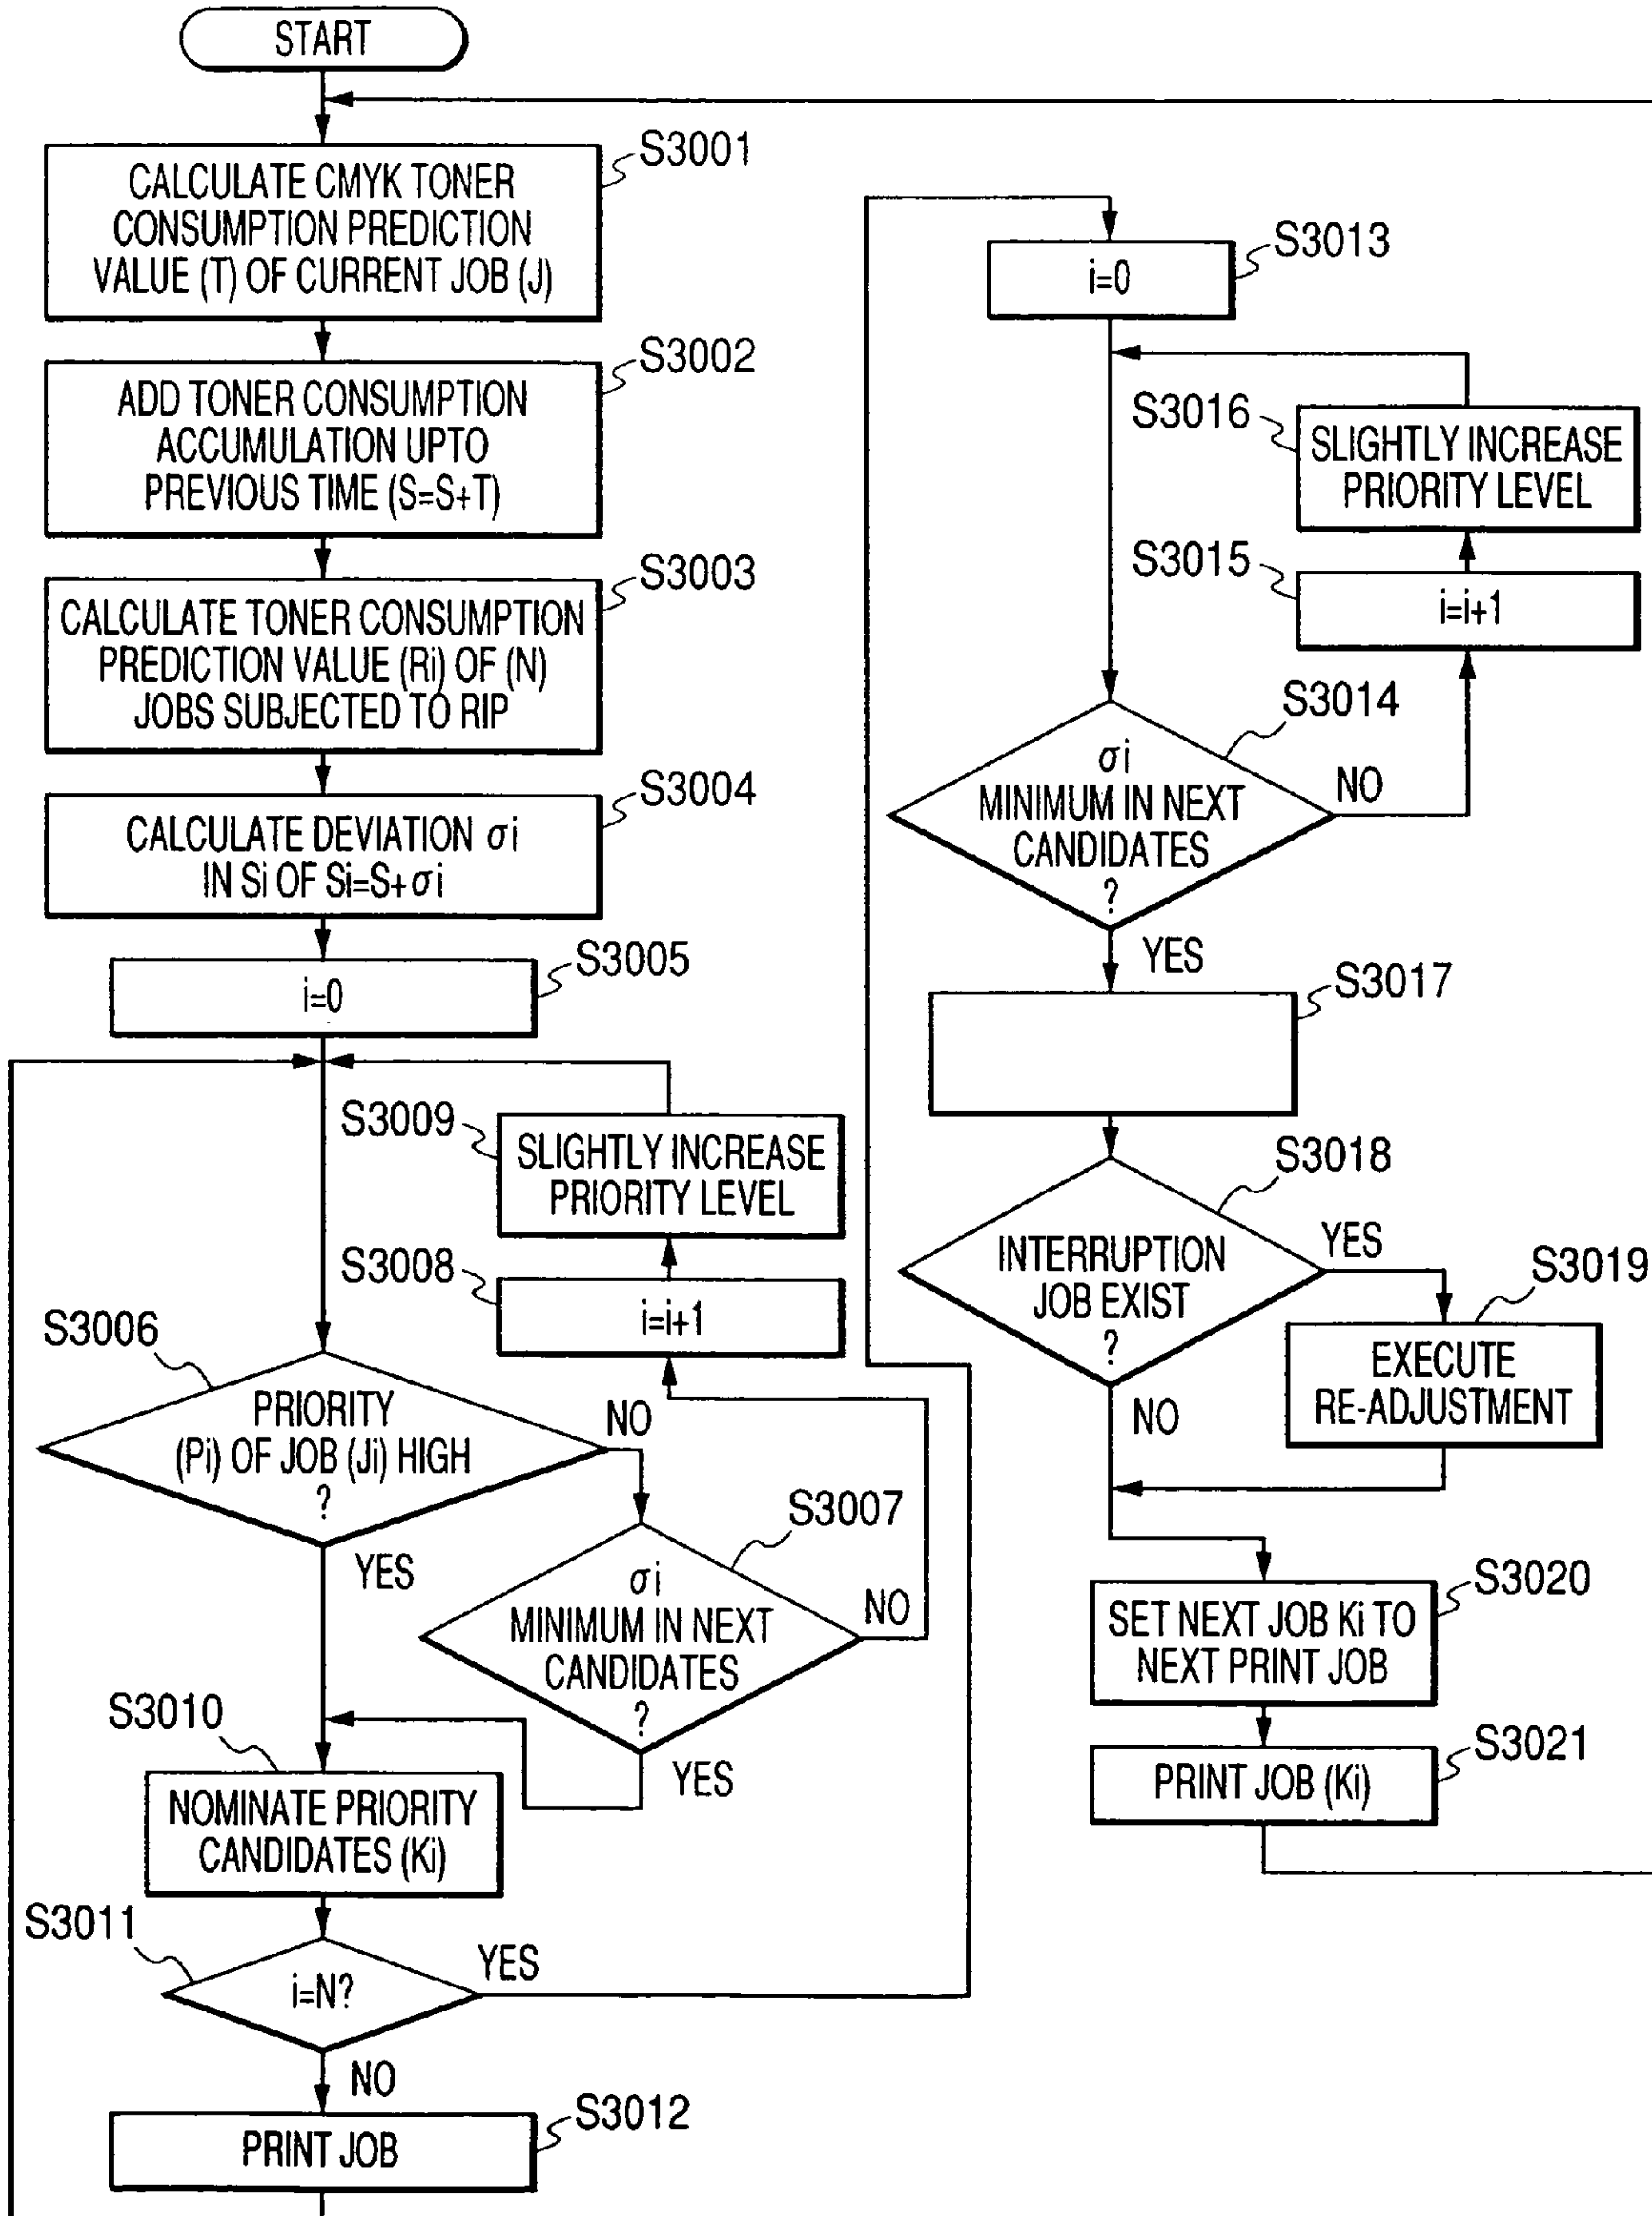 START
S3001
CALCULATE CMYK TONER
CONSUMPTION PREDICTION
VALUE (T) OF CURRENT JOB (J)
S3002
ADD TONER CONSUMPTION
ACCUMULATION UPTO
PREVIOUS TIME (S=S+T)
S3003
CALCULATE TONER CONSUMPTION
PREDICTION VALUE (Ri) OF (N)
JOBS SUBJECTED TO RIP
S3004
CALCULATE DEVIATION σi
IN Si OF Si=S+σi
S3005
i=0
S3009
SLIGHTLY INCREASE
PRIORITY LEVEL
S3008
i=i+1
S3006
PRIORITY
(Pi) OF JOB (Ji) HIGH
?
NO
YES
S3007
σi
MINIMUM IN NEXT
CANDIDATES
?
NO
YES
S3010
NOMINATE PRIORITY
CANDIDATES (Ki)
S3011
i=N?
YES
NO
S3012
PRINT JOB
S3013
i=0
S3016
SLIGHTLY INCREASE
PRIORITY LEVEL
S3015
i=i+1
S3014
σi
MINIMUM IN NEXT
CANDIDATES
?
NO
YES
S3017
S3018
INTERRUPTION
JOB EXIST
?
YES
NO
S3019
EXECUTE
RE-ADJUSTMENT
S3020
SET NEXT JOB Ki TO
NEXT PRINT JOB
S3021
PRINT JOB (Ki)